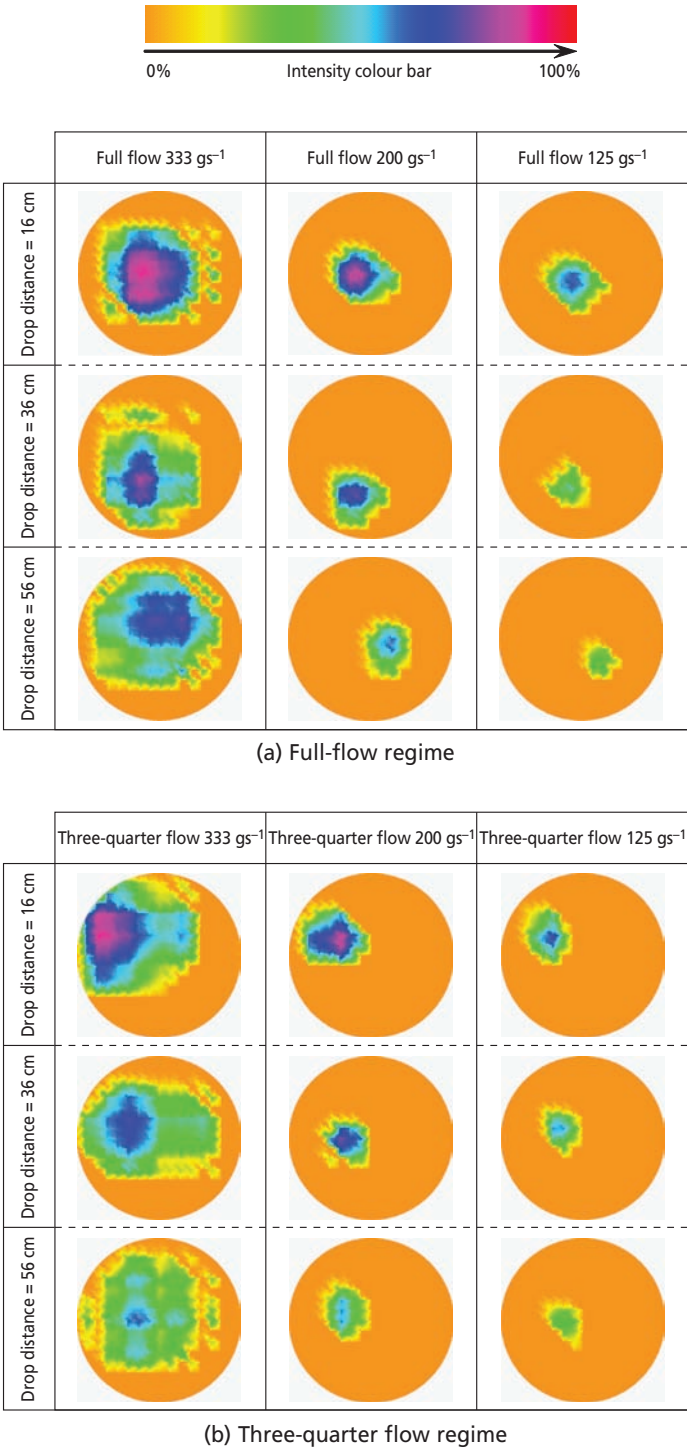 0%
Intensity colour bar
100%
Full flow 333 gs⁻¹
Full flow 200 gs⁻¹
Full flow 125 gs⁻¹
Drop distance = 16 cm
Drop distance = 36 cm
Drop distance = 56 cm
(a) Full-flow regime
Three-quarter flow 333 gs⁻¹
Three-quarter flow 200 gs⁻¹
Three-quarter flow 125 gs⁻¹
Drop distance = 16 cm
Drop distance = 36 cm
Drop distance = 56 cm
(b) Three-quarter flow regime